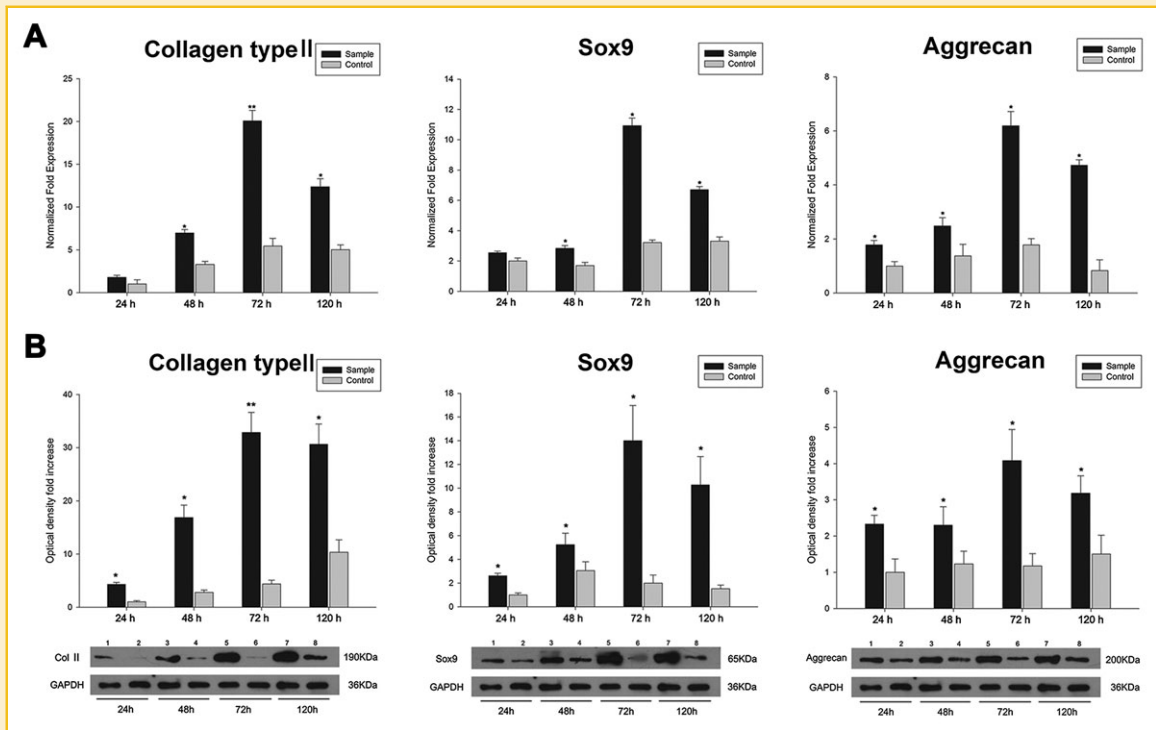 A
Collagen typeII
Sample
Control
Normalized Fold Expression
25
20
15
10
5
0
**
*
*
24 h 48 h 72 h 120 h
Sox9
Sample
Control
Normalized Fold Expression
14
12
10
8
6
4
2
0
*
*
*
24 h 48 h 72 h 120 h
Aggrecan
Sample
Control
Normalized Fold Expression
8
6
4
2
0
*
*
*
*
24 h 48 h 72 h 120 h
B
Collagen typeII
Sample
Control
Optical density fold increase
40
30
20
10
0
*
*
**
*
24 h 48 h 72 h 120 h
1 2 3 4 5 6 7 8
Col II 190KDa
GAPDH 36KDa
24h 48h 72h 120h
Sox9
Sample
Control
Optical density fold increase
18
16
14
12
10
8
6
4
2
0
*
*
*
*
24 h 48 h 72 h 120 h
1 2 3 4 5 6 7 8
Sox9 65KDa
GAPDH 36KDa
24h 48h 72h 120h
Aggrecan
Sample
Control
Optical density fold increase
6
5
4
3
2
1
0
*
*
*
*
24 h 48 h 72 h 120 h
1 2 3 4 5 6 7 8
Aggrecan 200KDa
GAPDH 36KDa
24h 48h 72h 120h